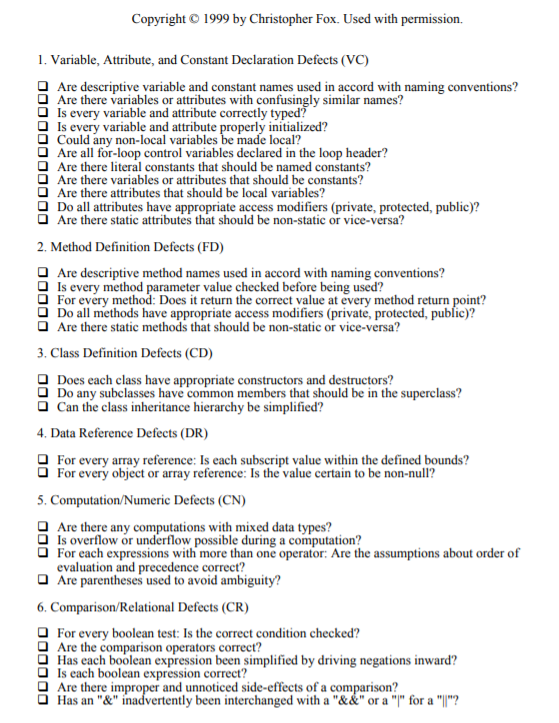 Copyright © 1999 by Christopher Fox. Used with permission.
1. Variable, Attribute, and Constant Declaration Defects (VC)
❑ Are descriptive variable and constant names used in accord with naming conventions?
❑ Are there variables or attributes with confusingly similar names?
❑ Is every variable and attribute correctly typed?
❑ Is every variable and attribute properly initialized?
❑ Could any non-local variables be made local?
❑ Are all for-loop control variables declared in the loop header?
❑ Are there literal constants that should be named constants?
❑ Are there variables or attributes that should be constants?
❑ Are there attributes that should be local variables?
❑ Do all attributes have appropriate access modifiers (private, protected, public)?
❑ Are there static attributes that should be non-static or vice-versa?
2. Method Definition Defects (FD)
❑ Are descriptive method names used in accord with naming conventions?
❑ Is every method parameter value checked before being used?
❑ For every method: Does it return the correct value at every method return point?
❑ Do all methods have appropriate access modifiers (private, protected, public)?
❑ Are there static methods that should be non-static or vice-versa?
3. Class Definition Defects (CD)
❑ Does each class have appropriate constructors and destructors?
❑ Do any subclasses have common members that should be in the superclass?
❑ Can the class inheritance hierarchy be simplified?
4. Data Reference Defects (DR)
❑ For every array reference: Is each subscript value within the defined bounds?
❑ For every object or array reference: Is the value certain to be non-null?
5. Computation/Numeric Defects (CN)
❑ Are there any computations with mixed data types?
❑ Is overflow or underflow possible during a computation?
❑ For each expressions with more than one operator: Are the assumptions about order of
evaluation and precedence correct?
❑ Are parentheses used to avoid ambiguity?
6. Comparison/Relational Defects (CR)
❑ For every boolean test: Is the correct condition checked?
❑ Are the comparison operators correct?
❑ Has each boolean expression been simplified by driving negations inward?
❑ Is each boolean expression correct?
❑ Are there improper and unnoticed side-effects of a comparison?
❑ Has an "&" inadvertently been interchanged with a "&&" or a "|" for a "||"?